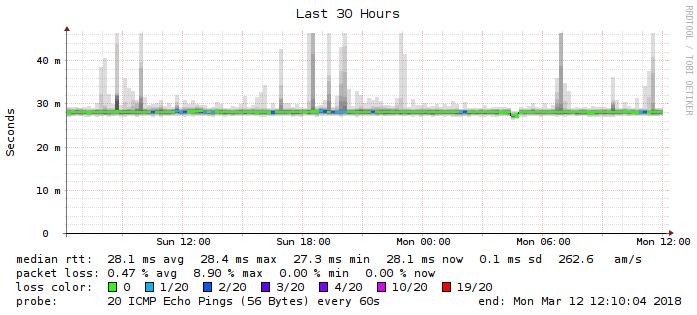 Last 30 Hours
RRDTOOL / TOBI OETIKER
Seconds
40 m
30 m
20 m
10 m
0
Sun 12:00 Sun 18:00 Mon 00:00 Mon 06:00 Mon 12:00
median rtt: 28.1 ms avg 28.4 ms max 27.3 ms min 28.1 ms now 0.1 ms sd 262.6 am/s
packet loss: 0.47 % avg 8.90 % max 0.00 % min 0.00 % now
loss color: 0 1/20 2/20 3/20 4/20 10/20 19/20
probe: 20 ICMP Echo Pings (56 Bytes) every 60s end: Mon Mar 12 12:10:04 2018